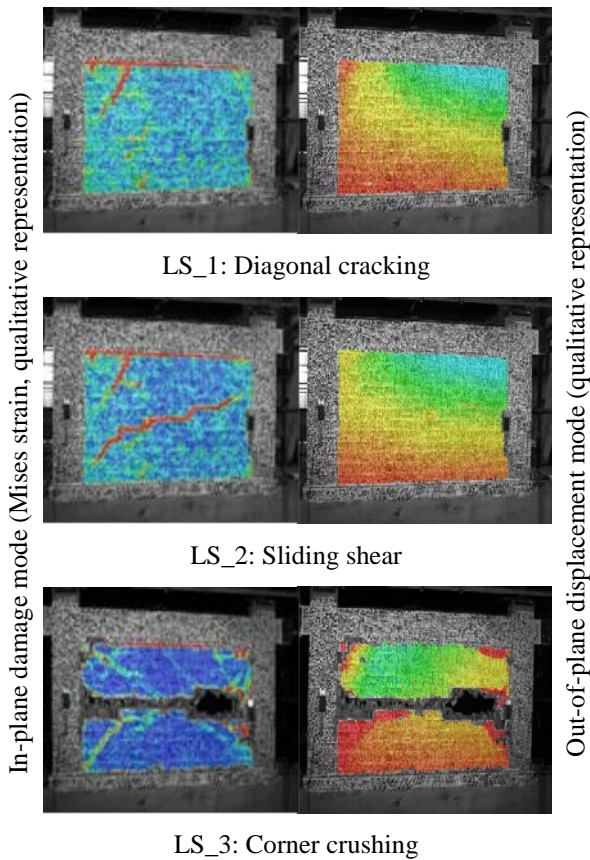 In-plane damage mode (Mises strain, qualitative representation)
LS_1: Diagonal cracking
LS_2: Sliding shear
LS_3: Corner crushing
Out-of-plane displacement mode (qualitative representation)